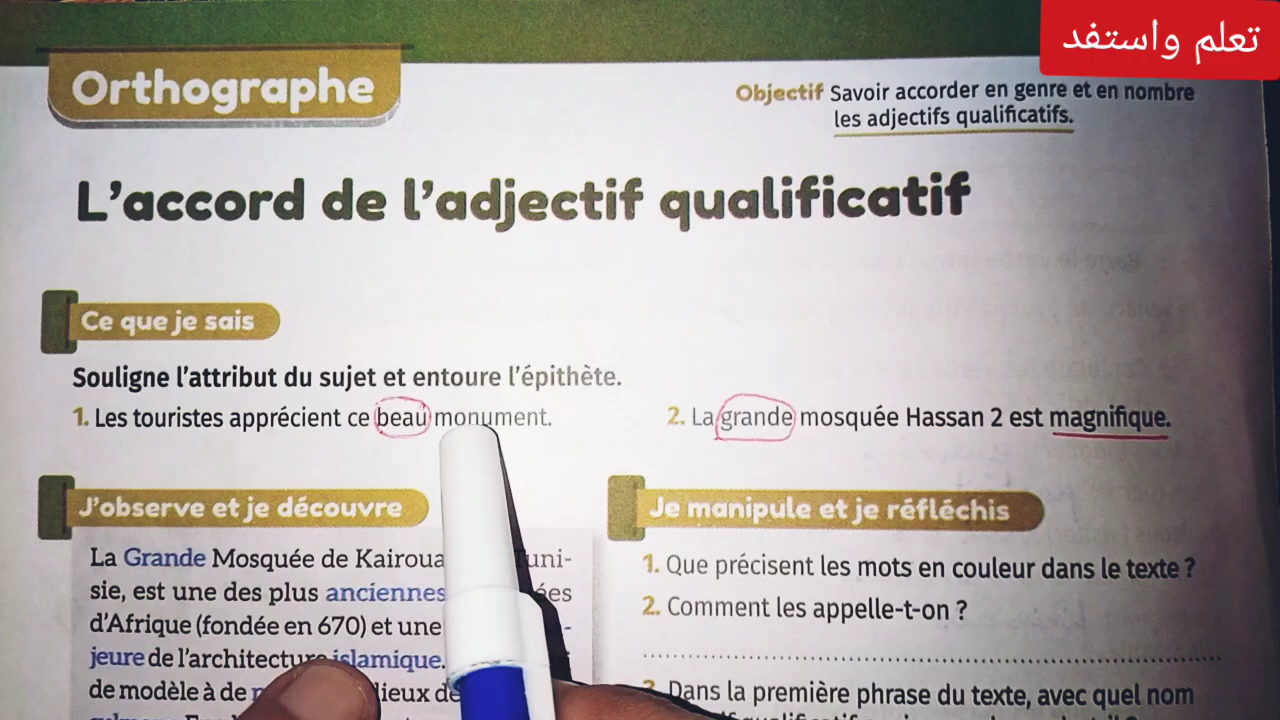 تعلم واستفد
Orthographe
Objectif Savoir accorder en genre et en nombre
les adjectifs qualificatifs.
L'accord de l'adjectif qualificatif
Ce que je sais
Souligne l'attribut du sujet et entoure l'épithète.
1. Les touristes apprécient ce beau monument.
2. La grande mosquée Hassan 2 est magnifique.
J'observe et je découvre
La Grande Mosquée de
sie, est une des plus anciennes
d'Afrique (fondée en 670) et une
jeure de l'architecture islamique.
de modèle à de lieux de
Je manipule et je réfléchis
1. Que précisent les mots en couleur dans le texte ?
2. Comment les appelle-t-on ?
3. Dans la première phrase du texte, avec quel nom